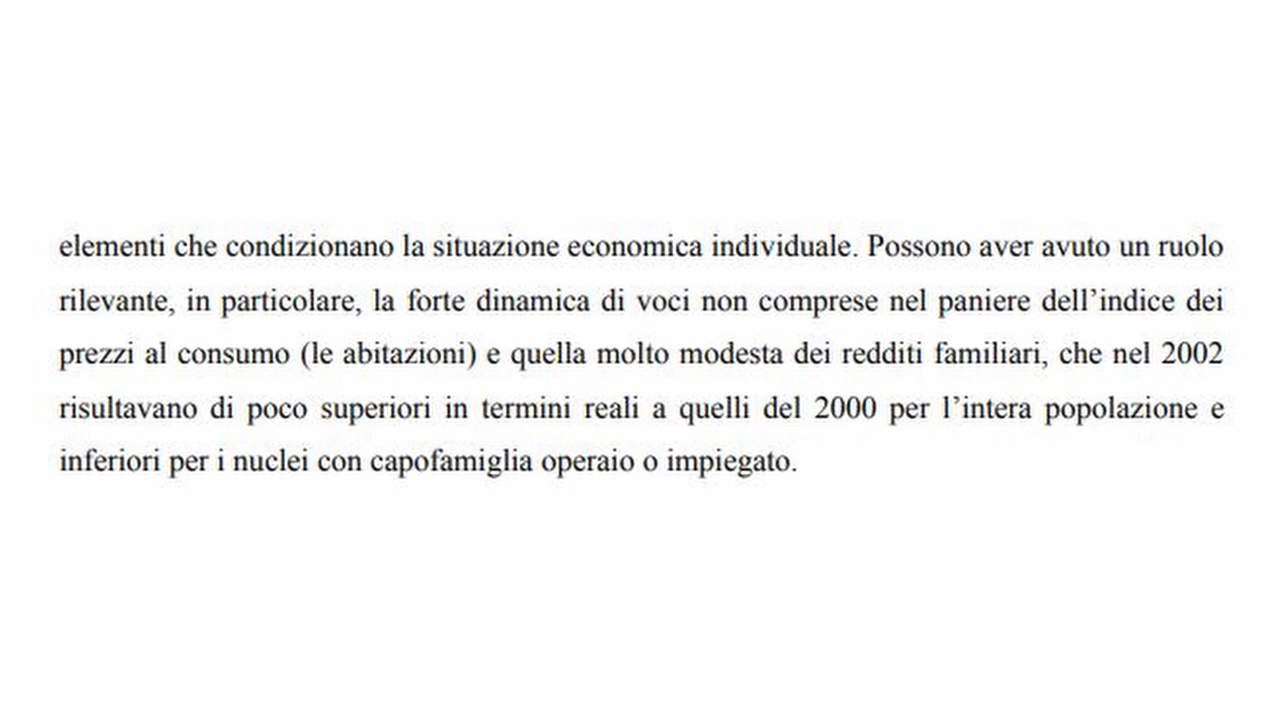 elementi che condizionano la situazione economica individuale. Possono aver avuto un ruolo
rilevante, in particolare, la forte dinamica di voci non comprese nel paniere dell’indice dei
prezzi al consumo (le abitazioni) e quella molto modesta dei redditi familiari, che nel 2002
risultavano di poco superiori in termini reali a quelli del 2000 per l’intera popolazione e
inferiori per i nuclei con capofamiglia operaio o impiegato.